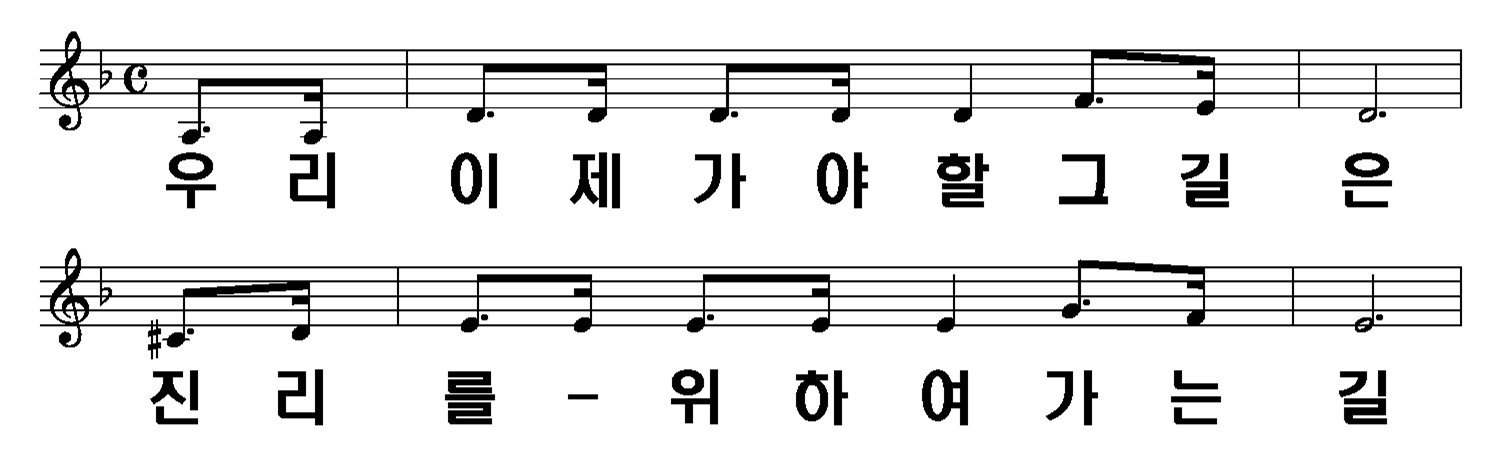 우 리 이 제 가 야 할 그 길 은
진 리 를 - 위 하 여 가 는 길